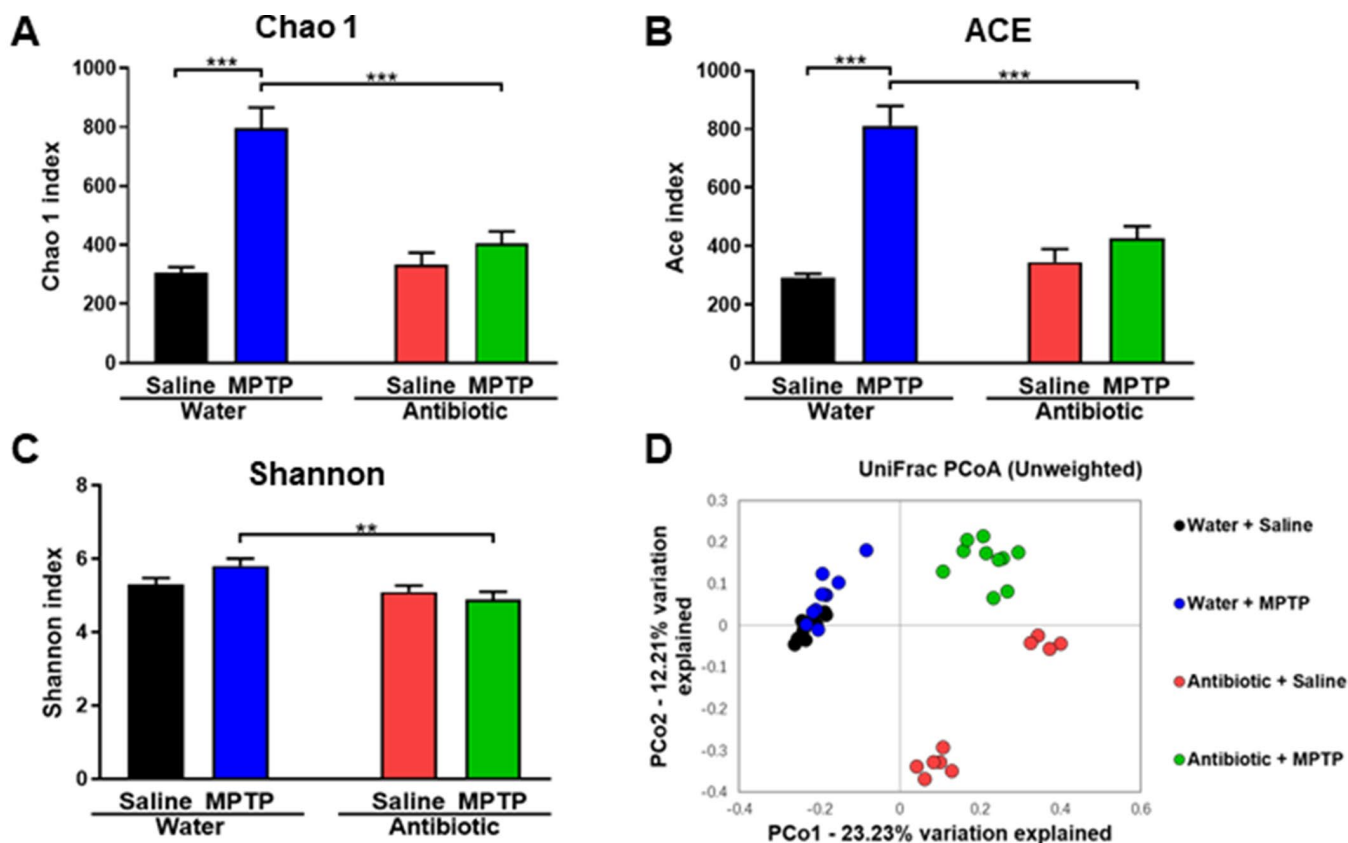 A
Chao 1
Chao 1 index
1000
800
600
400
200
0
***
***
Saline MPTP
Saline MPTP
Water
Antibiotic
B
ACE
Ace index
1000
800
600
400
200
0
***
***
Saline MPTP
Saline MPTP
Water
Antibiotic
C
Shannon
Shannon index
8
6
4
2
0
**
Saline MPTP
Saline MPTP
Water
Antibiotic
D
UniFrac PCoA (Unweighted)
PCo2 - 12.21% variation
explained
0.3
0.2
0.1
0
-0.1
-0.2
-0.3
-0.4
-0.4
-0.2
0
0.2
0.4
0.6
PCo1 - 23.23% variation explained
Water + Saline
Water + MPTP
Antibiotic + Saline
Antibiotic + MPTP